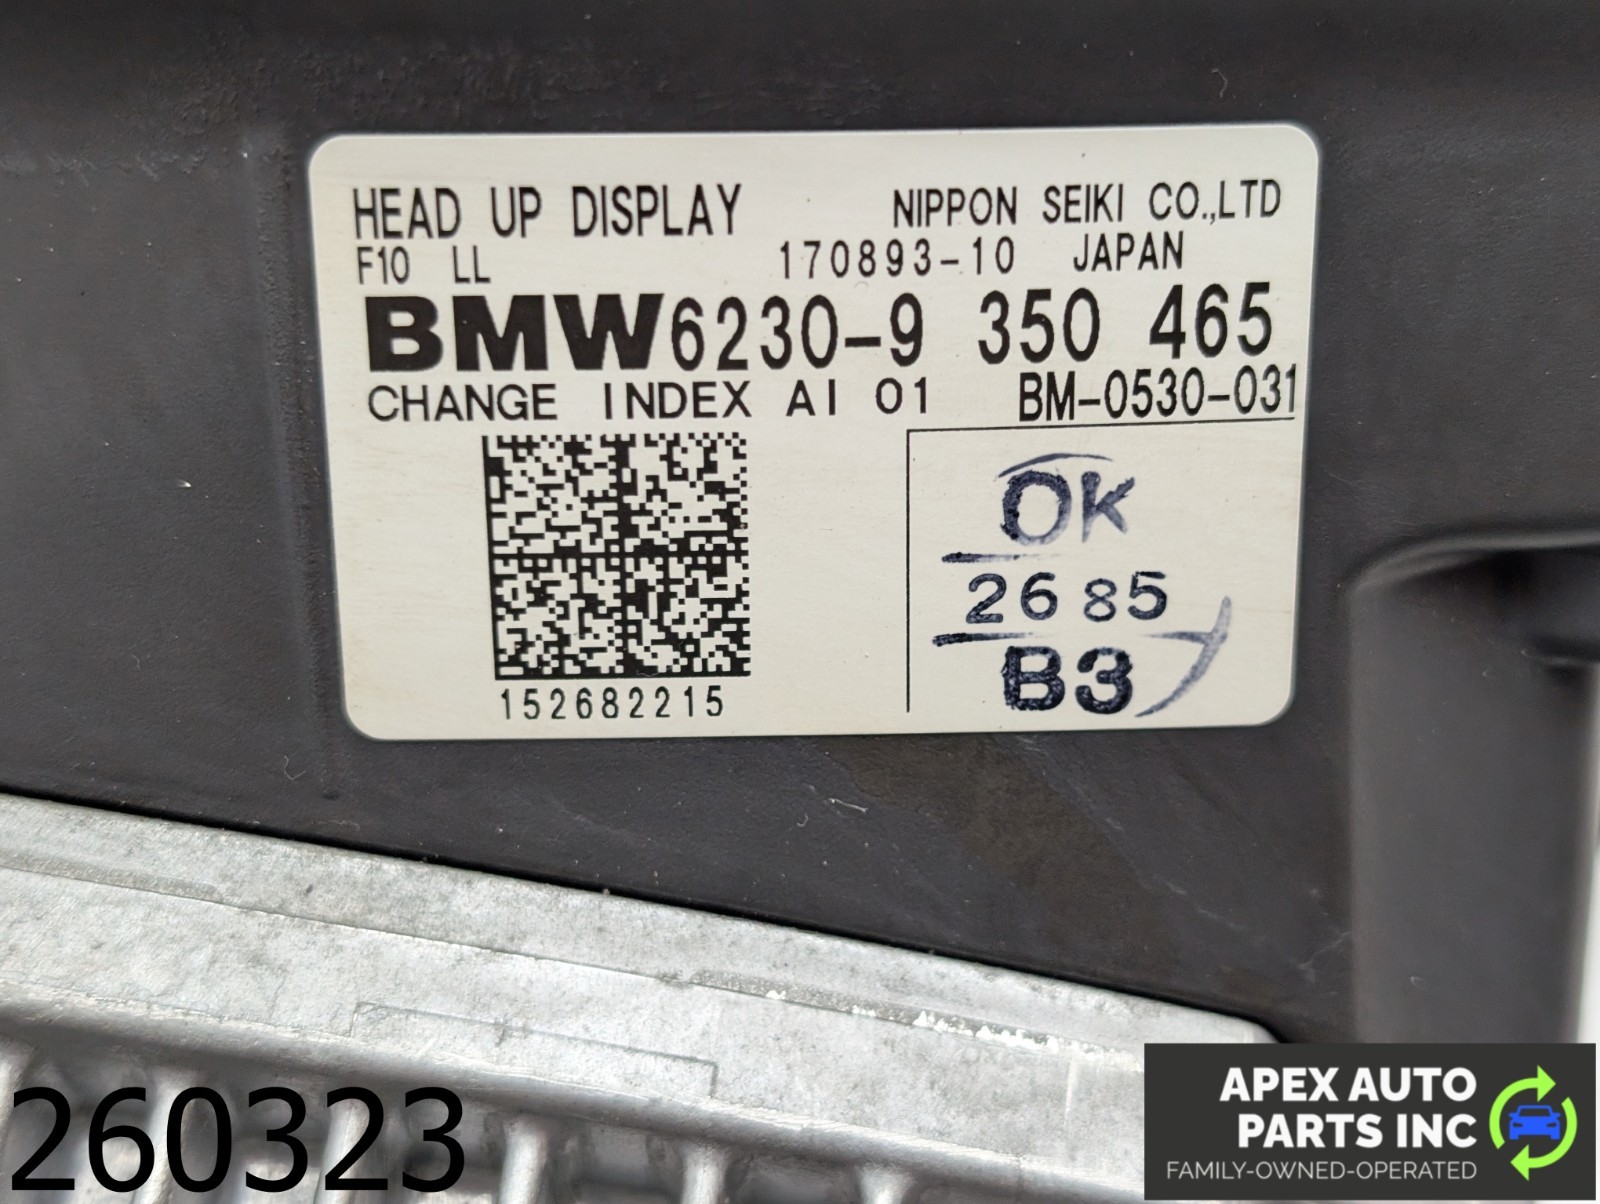 HEAD UP DISPLAY NIPPON SEIKI CO.,LTD
F10 LL 170893-10 JAPAN
BMW6230-9 350 465
CHANGE INDEX AI 01 BM-0530-031
OK
2685
B3
152682215
260323
APEX AUTO
PARTS INC
FAMILY-OWNED-OPERATED